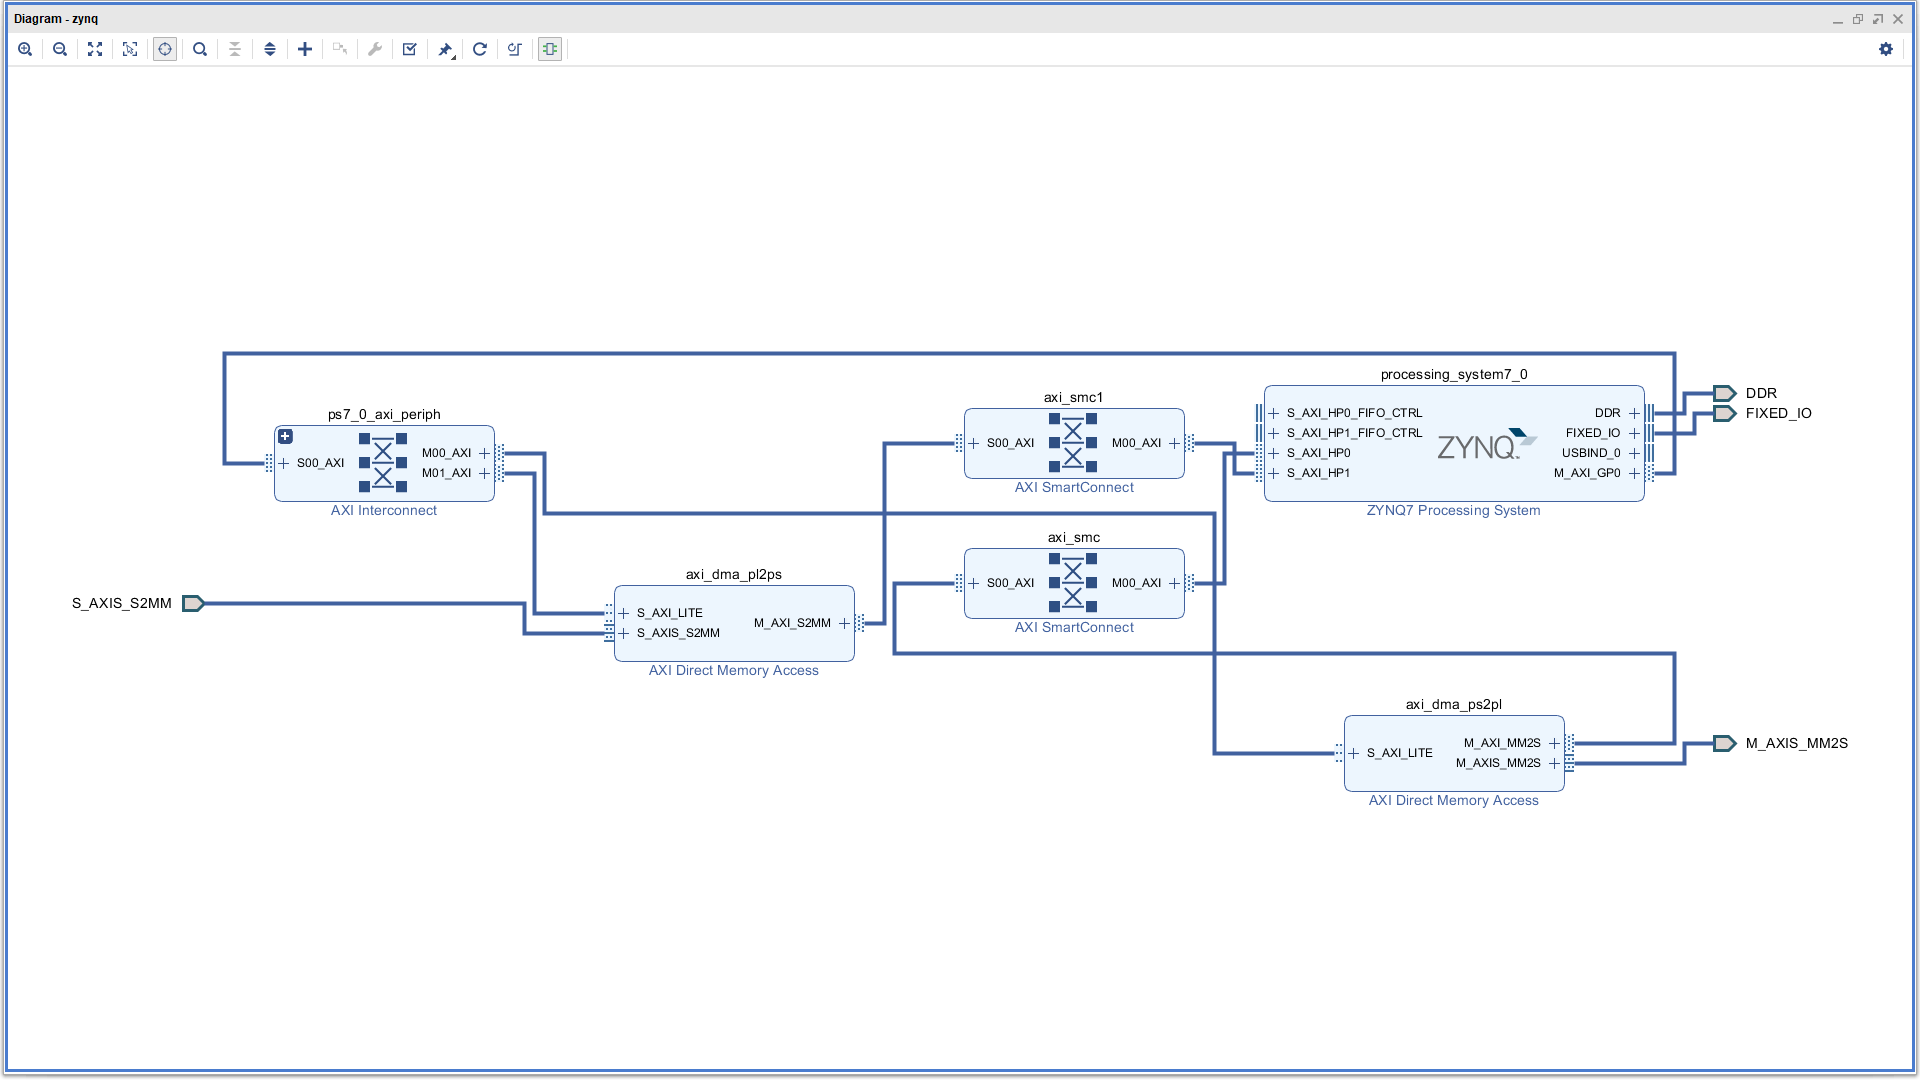 Diagram - zynq
processing_system7_0
DDR
axi_smc1
S_AXI_HP0_FIFO_CTRL
DDR
FIXED_IO
ps7_0_axi_periph
S_AXI_HP1_FIFO_CTRL
ZYNQ
FIXED_IO
S00_AXI
M00_AXI
S_AXI_HP0
USBIND_0
S00_AXI
M00_AXI
M01_AXI
S_AXI_HP1
M_AXI_GP0
AXI SmartConnect
AXI Interconnect
ZYNQ7 Processing System
axi_smc
axi_dma_pl2ps
S00_AXI
M00_AXI
S_AXIS_S2MM
S_AXI_LITE
S_AXIS_S2MM
M_AXI_S2MM
AXI SmartConnect
AXI Direct Memory Access
axi_dma_ps2pl
S_AXI_LITE
M_AXI_MM2S
M_AXIS_MM2S
M_AXIS_MM2S
AXI Direct Memory Access